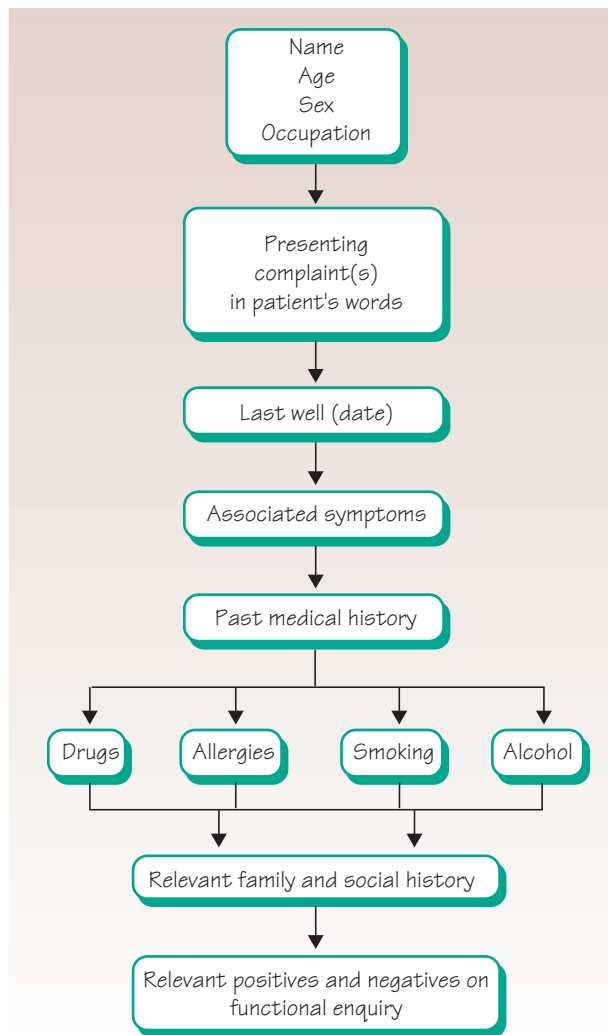 Name
Age
Sex
Occupation
Presenting
complaint(s)
in patient's words
Last well (date)
Associated symptoms
Past medical history
Drugs
Allergies
Smoking
Alcohol
Relevant family and social history
Relevant positives and negatives on
functional enquiry